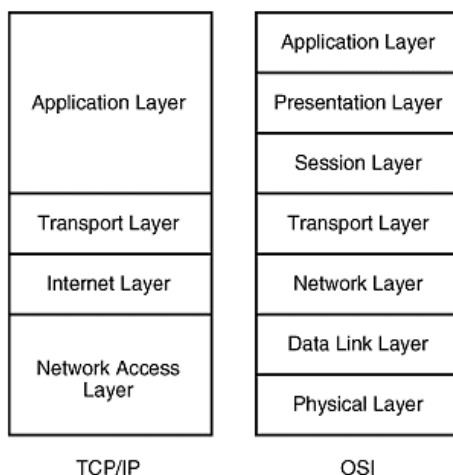 Application Layer
Transport Layer
Internet Layer
Network Access
Layer
TCP/IP
Application Layer
Presentation Layer
Session Layer
Transport Layer
Network Layer
Data Link Layer
Physical Layer
OSI